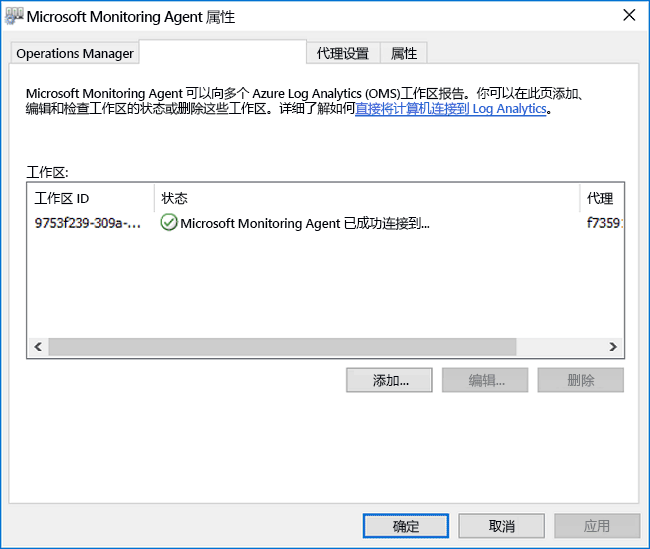 Microsoft Monitoring Agent 属性
Operations Manager
代理设置
属性
Microsoft Monitoring Agent 可以向多个 Azure Log Analytics (OMS)工作区报告。你可以在此页添加、
编辑和检查工作区的状态或删除这些工作区。详细了解如何直接将计算机连接到 Log Analytics。
工作区:
工作区 ID
状态
代理
9753f239-309a-...
Microsoft Monitoring Agent 已成功连接到...
f7359
添加...
编辑...
删除
确定
取消
应用